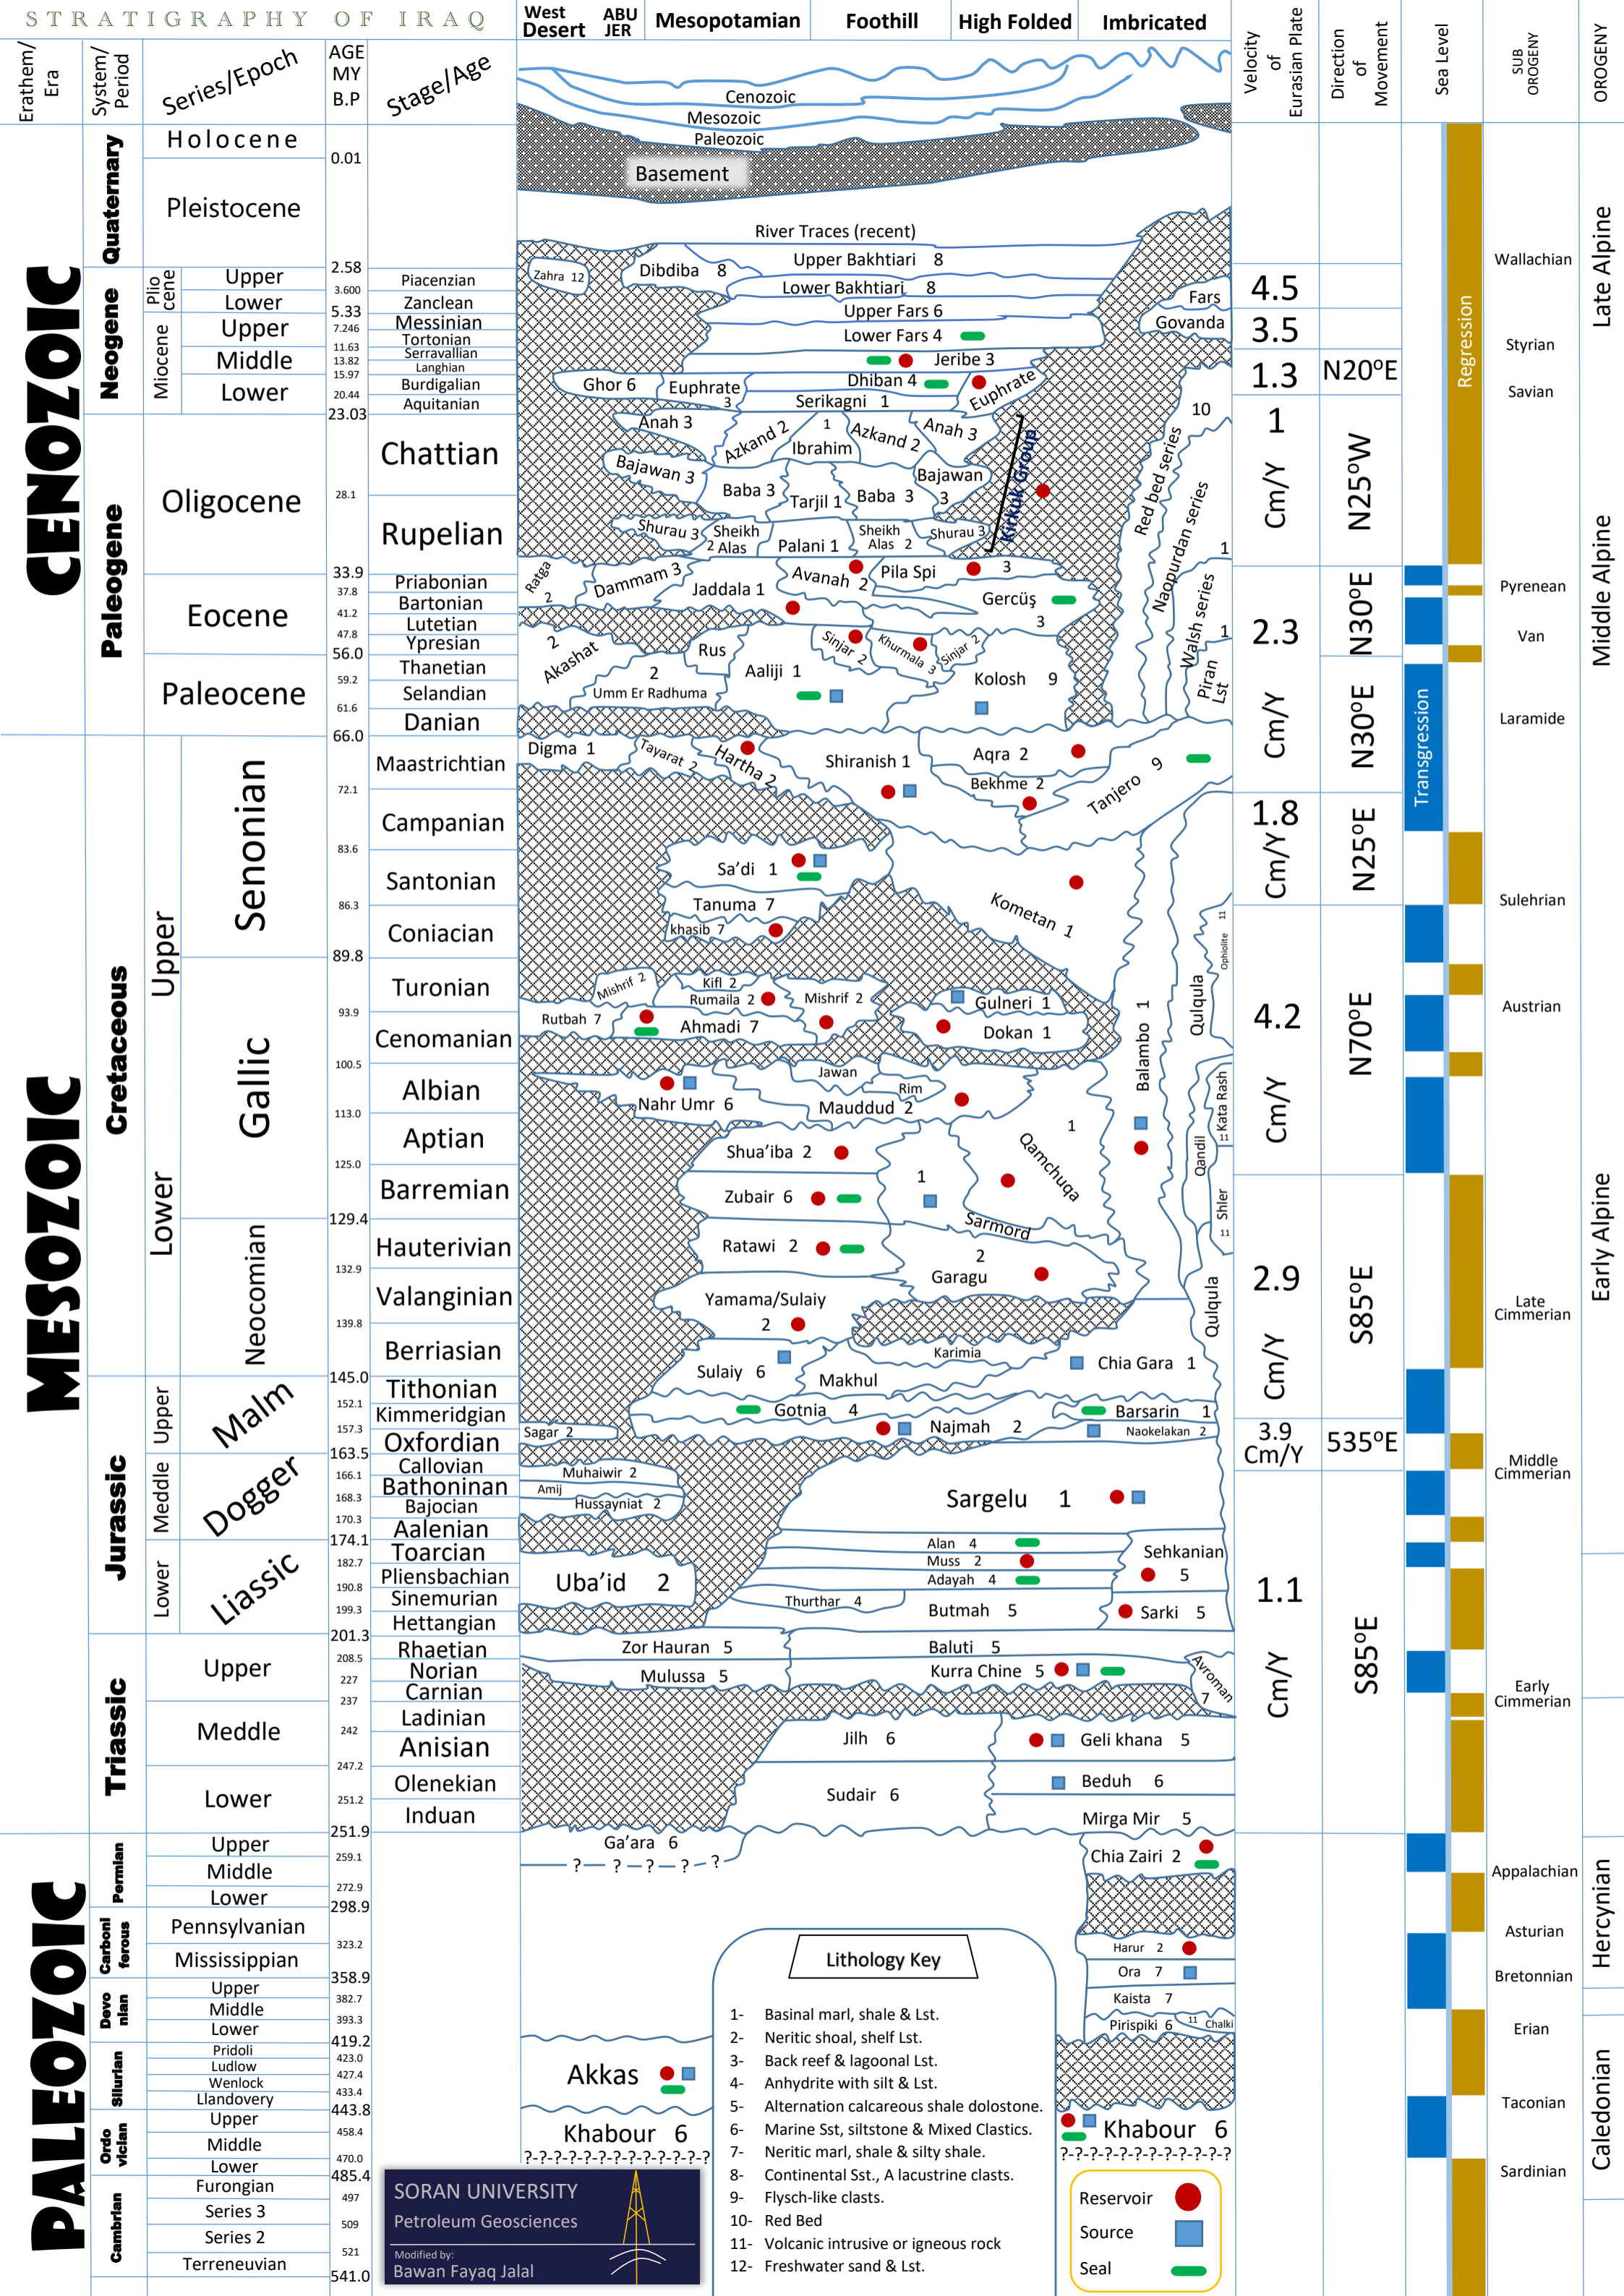 STRATIGRAPHY OF IRAQ
West Desert
ABU JER
Mesopotamian
Foothill
High Folded
Imbricated
Erathem/ Era
System/ Period
Series/Epoch
AGE MY B.P
Stage/Age
Velocity of Eurasian Plate
Direction of Movement
Sea Level
SUB OROGENY
OROGENY
CENOZOIC
MESOZOIC
PALEOZOIC
Quaternary
Neogene
Paleogene
Cretaceous
Jurassic
Triassic
Permian
Carboni ferous
Devo nian
Silurian
Ordo vician
Cambrian
Holocene
Pleistocene
Plio cene
Upper
Lower
Miocene
Upper
Middle
Lower
Oligocene
Eocene
Paleocene
Upper
Lower
Senonian
Gallic
Neocomian
Upper
Malm
Meddle
Dogger
Lower
Liassic
Upper
Meddle
Lower
Upper
Middle
Lower
Pennsylvanian
Mississippian
Upper
Middle
Lower
Pridoli
Ludlow
Wenlock
Llandovery
Upper
Middle
Lower
Furongian
Series 3
Series 2
Terreneuvian
0.01
2.58
3.600
5.33
7.246
11.63
13.82
15.97
20.44
23.03
28.1
33.9
37.8
41.2
47.8
56.0
59.2
61.6
66.0
72.1
83.6
86.3
89.8
93.9
100.5
113.0
125.0
129.4
132.9
139.8
145.0
152.1
157.3
163.5
166.1
168.3
170.3
174.1
182.7
190.8
199.3
201.3
208.5
227
237
242
247.2
251.2
251.9
259.1
272.9
298.9
323.2
358.9
382.7
393.3
419.2
423.0
427.4
433.4
443.8
458.4
470.0
485.4
497
509
521
541.0
Piacenzian
Zanclean
Messinian
Tortonian
Serravallian
Langhian
Burdigalian
Aquitanian
Chattian
Rupelian
Priabonian
Bartonian
Lutetian
Ypresian
Thanetian
Selandian
Danian
Maastrichtian
Campanian
Santonian
Coniacian
Turonian
Cenomanian
Albian
Aptian
Barremian
Hauterivian
Valanginian
Berriasian
Tithonian
Kimmeridgian
Oxfordian
Callovian
Bathoninan
Bajocian
Aalenian
Toarcian
Pliensbachian
Sinemurian
Hettangian
Rhaetian
Norian
Carnian
Ladinian
Anisian
Olenekian
Induan
Cenozoic
Mesozoic
Paleozoic
Basement
River Traces (recent)
Zahra 12
Dibdiba 8
Upper Bakhtiari 8
Lower Bakhtiari 8
Fars
Upper Fars 6
Govanda
Lower Fars 4
Jeribe 3
Ghor 6
Euphrate 3
Dhiban 4
Euphrate
Serikagni 1
10
Anah 3
Azkand 2
1 Ibrahim
Azkand 2
Anah 3
Kirkuk Group
Red bed series
Bajawan 3
Baba 3
Tarjil 1
Baba 3
Bajawan 3
Naopurdan series
Shurau 3
Sheikh 2 Alas
Palani 1
Sheikh Alas 2
Shurau 3
1
Ratga 2
Dammam 3
Jaddala 1
Avanah 2
Pila Spi 3
Gercüş 3
Walsh series
1
2 Akashat
Rus
Sinjar 2
Khurmala 3
Sinjar 2
2
Umm Er Radhuma
Aaliji 1
Kolosh 9
Piran Lst
Digma 1
Tayarat 2
Hartha 2
Shiranish 1
Aqra 2
Bekhme 2
Tanjero 9
Sa'di 1
Tanuma 7
khasib 7
Kometan 1
11
Ophiolite
Mishrif 2
Kifl 2
Rumaila 2
Mishrif 2
Gulneri 1
Rutbah 7
Ahmadi 7
Dokan 1
Balambo 1
Qulqula
Jawan
Rim
Nahr Umr 6
Mauddud 2
Kata Rash
11
Qandil
Shua'iba 2
1
Qamchuqa
1
Zubair 6
Sarmord
Shler
11
Ratawi 2
2
Garagu
Yamama/Sulaiy
2
Qulqula
Karimia
Sulaiy 6
Makhul
Chia Gara 1
Gotnia 4
Barsarin 1
Sagar 2
Najmah 2
Naokelakan 2
Muhaiwir 2
Amij
Hussayniat 2
Sargelu 1
Alan 4
Muss 2
Adayah 4
Sehkanian 5
Uba'id 2
Thurthar 4
Butmah 5
Sarki 5
Zor Hauran 5
Baluti 5
Mulussa 5
Kurra Chine 5
Avroman 7
Jilh 6
Geli khana 5
Sudair 6
Beduh 6
Mirga Mir 5
Ga'ara 6
? ? ? ? ?
Chia Zairi 2
Harur 2
Ora 7
Kaista 7
Pirispiki 6
11 Chalki
Akkas
Khabour 6
?-?-?-?-?-?-?-?-?-?-?-?
Khabour 6
?-?-?-?-?-?-?-?-?-?-?
4.5
3.5
1.3
1
Cm/Y
2.3
Cm/Y
1.8
Cm/Y
4.2
Cm/Y
2.9
Cm/Y
3.9
Cm/Y
1.1
Cm/Y
N20ºE
N25ºW
N30ºE
N30ºE
N25ºE
N70ºE
S85ºE
535ºE
S85ºE
Regression
Transgression
Wallachian
Styrian
Savian
Pyrenean
Van
Laramide
Sulehrian
Austrian
Late Cimmerian
Middle Cimmerian
Early Cimmerian
Appalachian
Asturian
Bretonnian
Erian
Taconian
Sardinian
Late Alpine
Middle Alpine
Early Alpine
Hercynian
Caledonian
Lithology Key
1- Basinal marl, shale & Lst.
2- Neritic shoal, shelf Lst.
3- Back reef & lagoonal Lst.
4- Anhydrite with silt & Lst.
5- Alternation calcareous shale dolostone.
6- Marine Sst, siltstone & Mixed Clastics.
7- Neritic marl, shale & silty shale.
8- Continental Sst., A lacustrine clasts.
9- Flysch-like clasts.
10- Red Bed
11- Volcanic intrusive or igneous rock
12- Freshwater sand & Lst.
Reservoir
Source
Seal
SORAN UNIVERSITY
Petroleum Geosciences
Modified by:
Bawan Fayaq Jalal